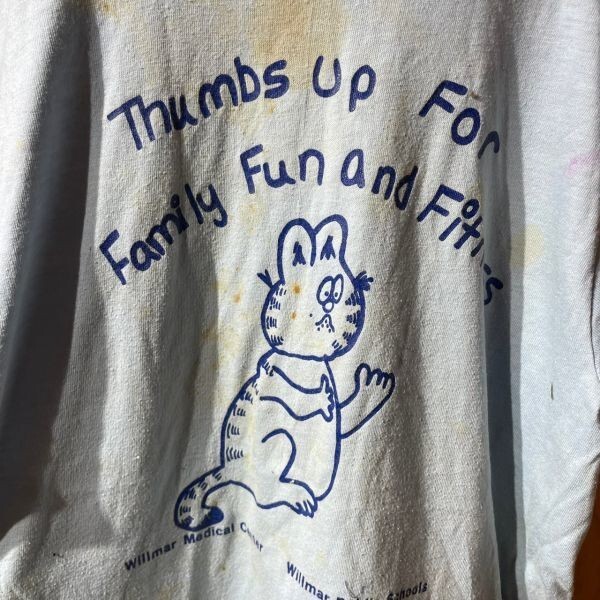 Thumbs Up For
Family Fun and
Willmar Medical
Willmar Schools